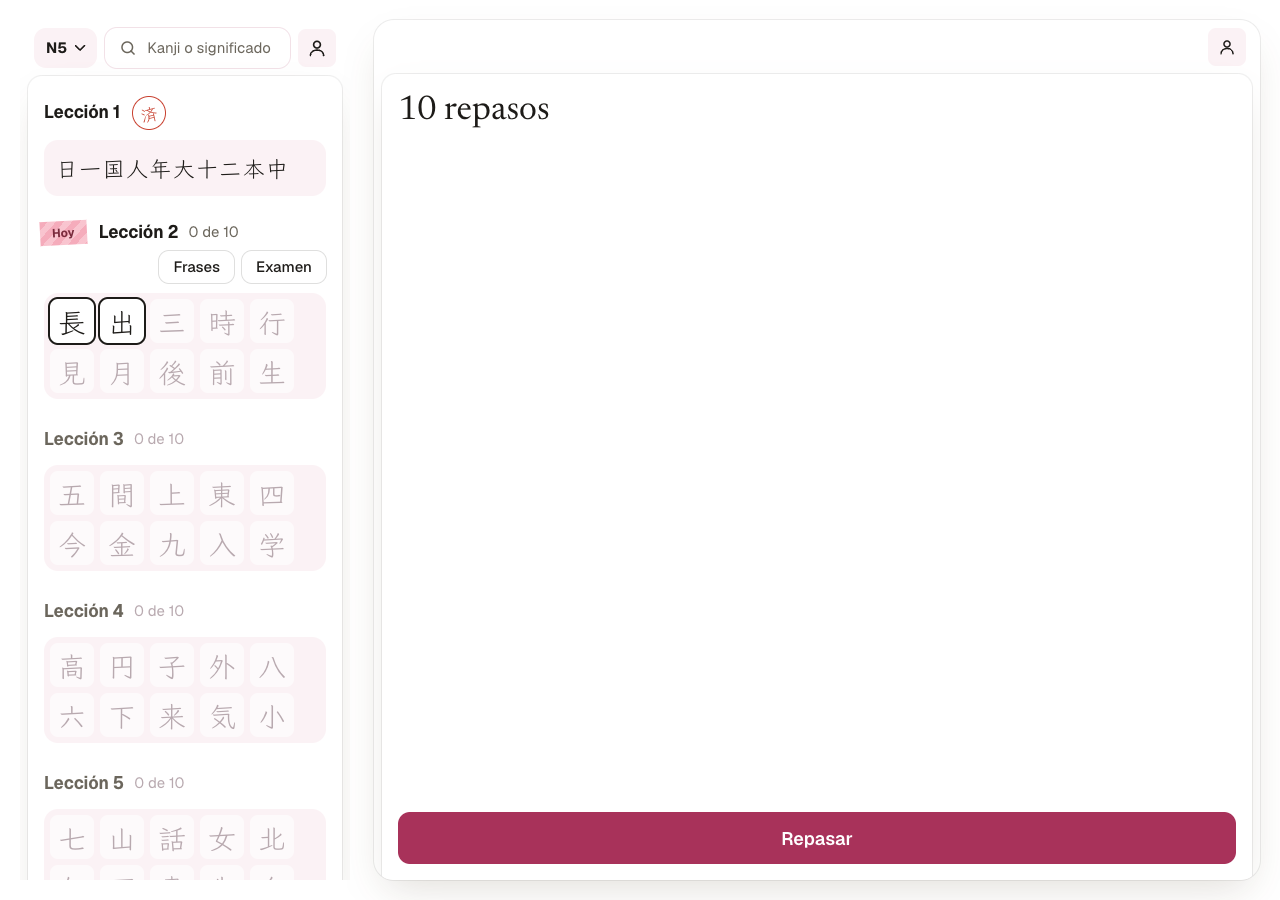 N5
Kanji o significado
Lección 1 済
日一国人年大十二本中
Hoy Lección 2 0 de 10
Frases Examen
長出三時行
見月後前生
Lección 3 0 de 10
五間上東四
今金九入学
Lección 4 0 de 10
高円子外八
六下来気小
Lección 5 0 de 10
七山話女北
10 repasos
Repasar